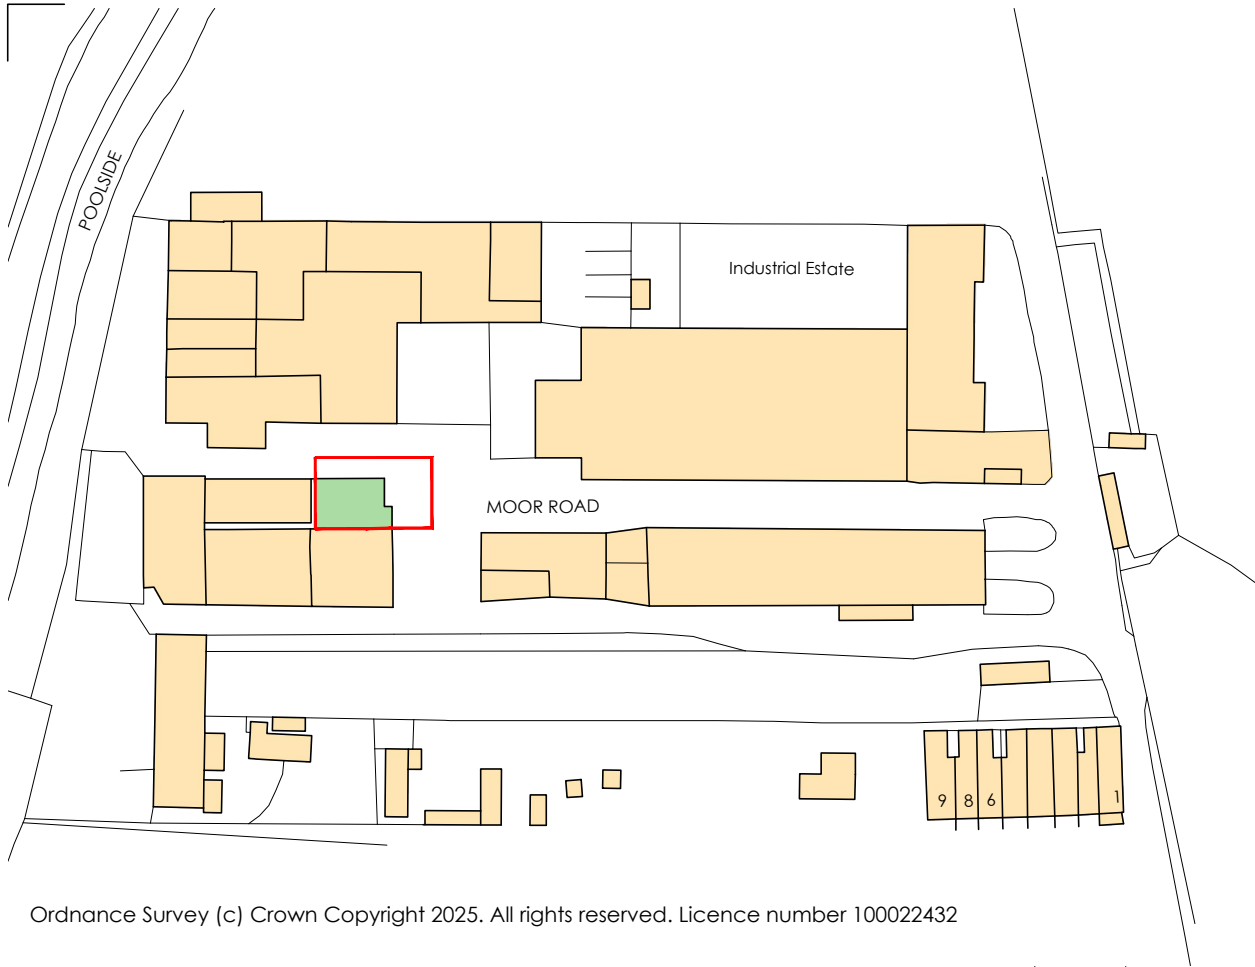 POOLSIDE
Industrial Estate
MOOR ROAD
9 8 6 1
Ordnance Survey (c) Crown Copyright 2025. All rights reserved. Licence number 100022432